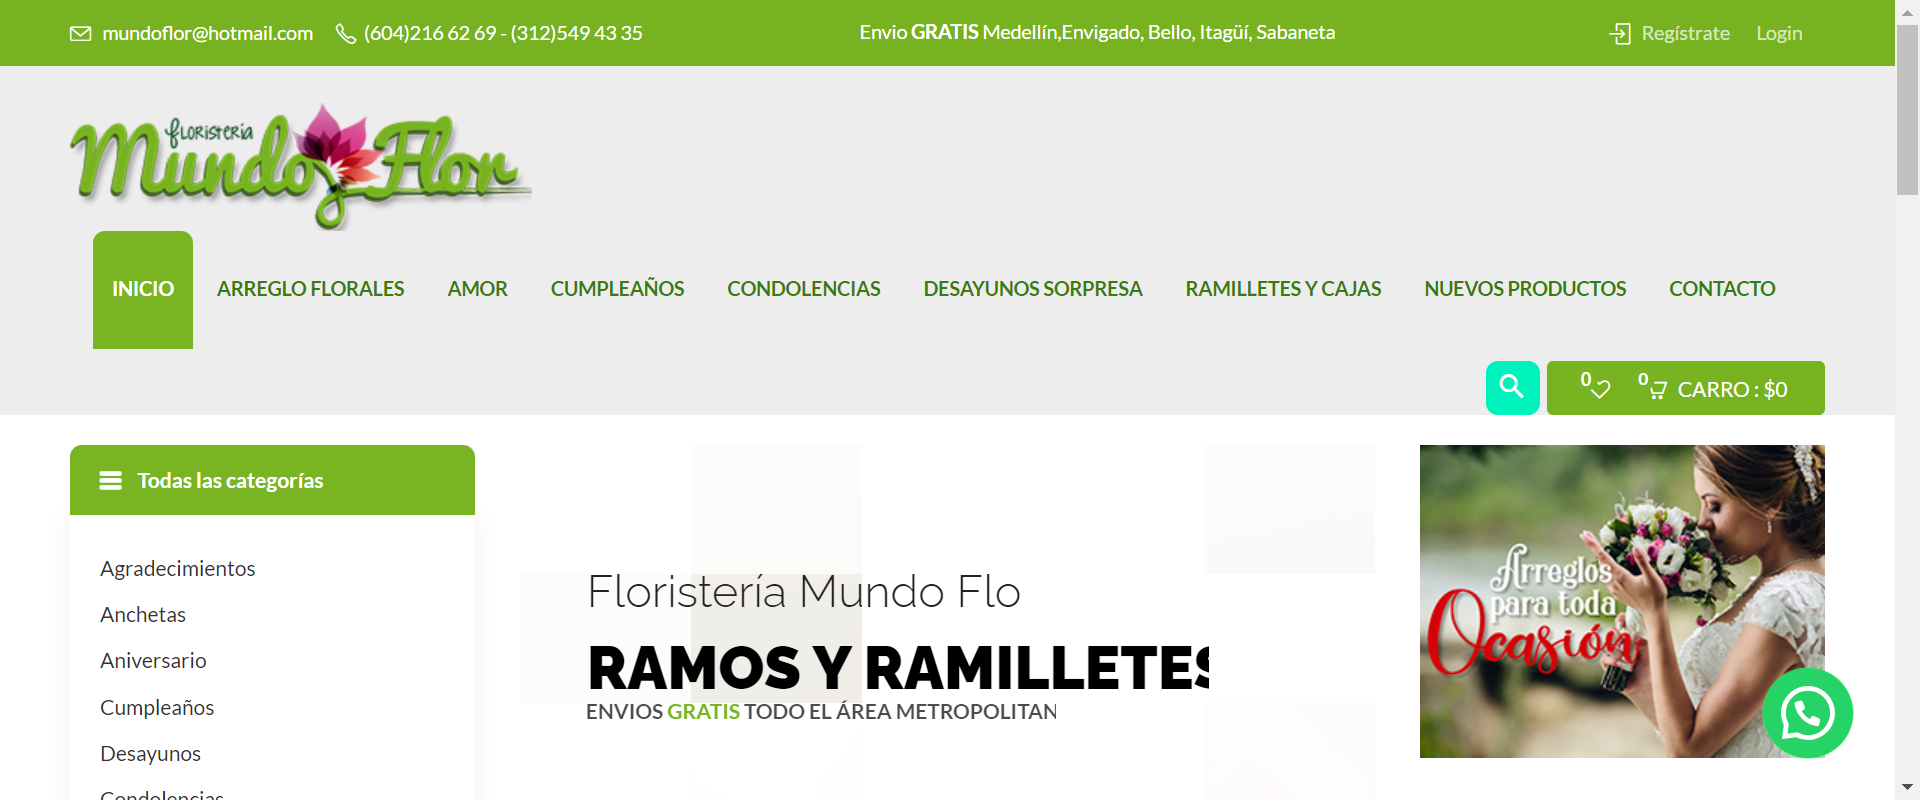 mundoflor@hotmail.com (604)216 62 69 - (312)549 43 35 Envio GRATIS Medellín,Envigado, Bello, Itagüí, Sabaneta Regístrate Login
floristeria
Mundo Flor
INICIO ARREGLO FLORALES AMOR CUMPLEAÑOS CONDOLENCIAS DESAYUNOS SORPRESA RAMILLETES Y CAJAS NUEVOS PRODUCTOS CONTACTO
0 0 CARRO : $0
Todas las categorías
Agradecimientos
Anchetas
Aniversario
Cumpleaños
Desayunos
Condolencias
Floristería Mundo Flo
RAMOS Y RAMILLETES
ENVIOS GRATIS TODO EL ÁREA METROPOLITAN
Arreglos
para toda
Ocasión